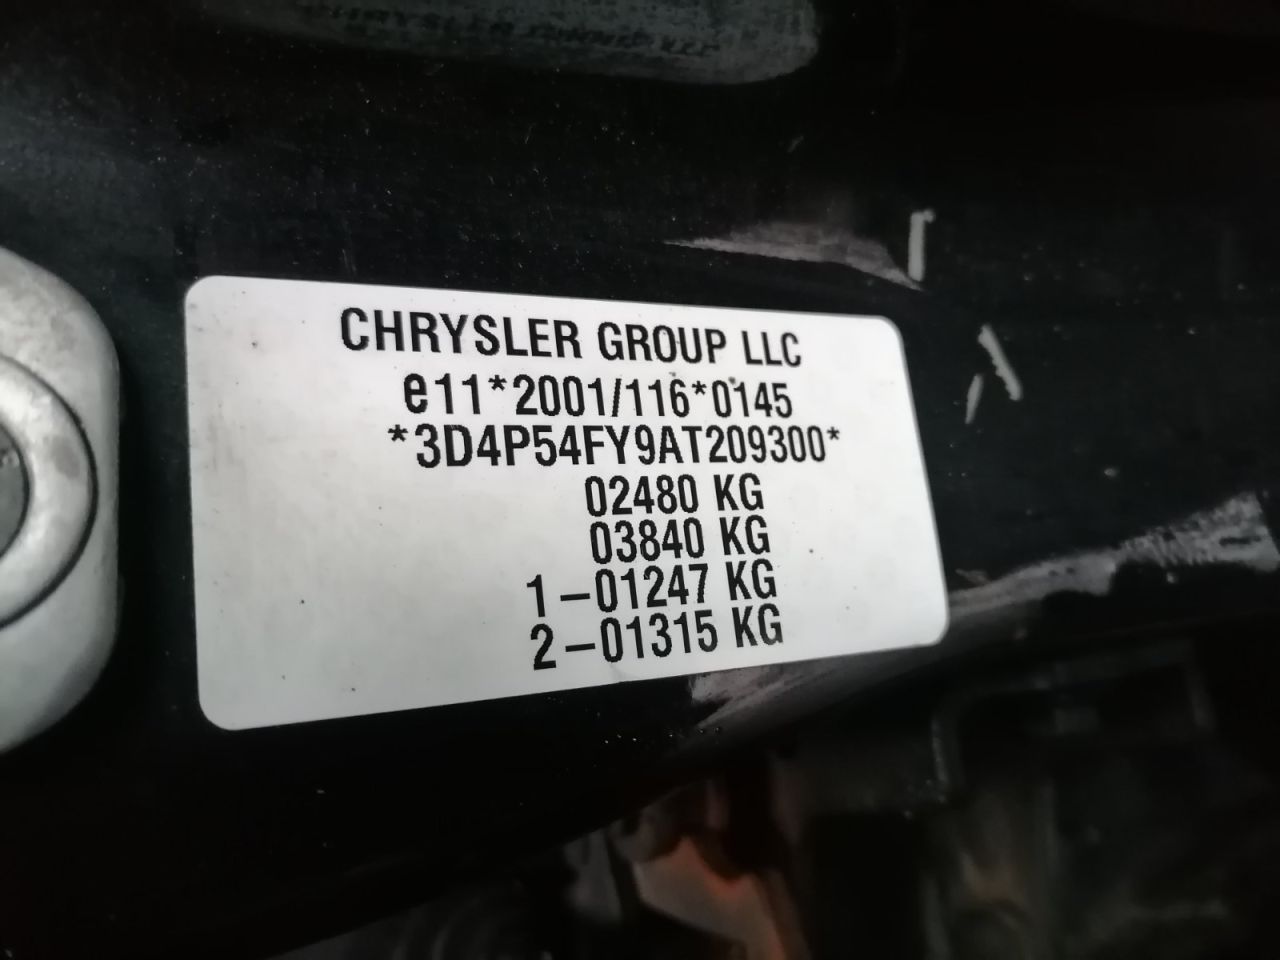 CHRYSLER GROUP LLC
e11*2001/116*0145
*3D4P54FY9AT209300*
02480 KG
03840 KG
1-01247 KG
2-01315 KG